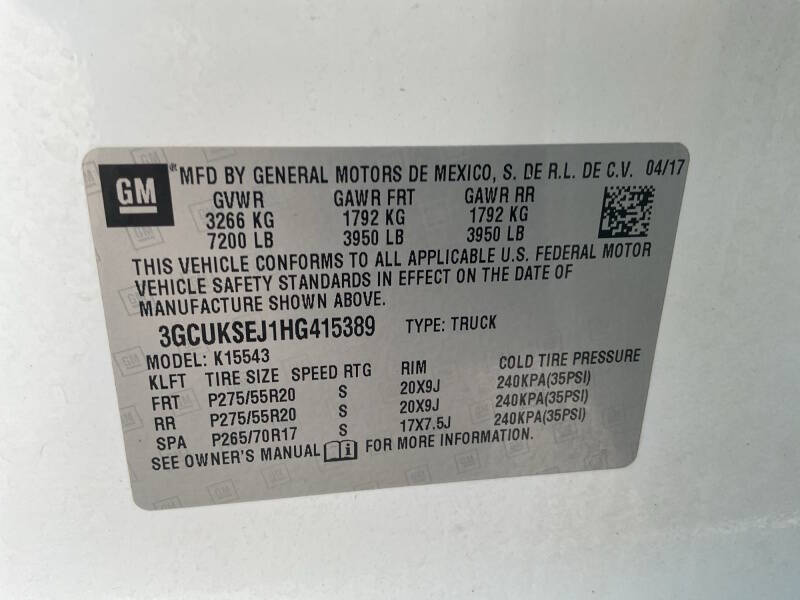 GM MFD BY GENERAL MOTORS DE MEXICO, S. DE R.L. DE C.V. 04/17
GVWR GAWR FRT GAWR RR
3266 KG 1792 KG 1792 KG
7200 LB 3950 LB 3950 LB
THIS VEHICLE CONFORMS TO ALL APPLICABLE U.S. FEDERAL MOTOR
VEHICLE SAFETY STANDARDS IN EFFECT ON THE DATE OF
MANUFACTURE SHOWN ABOVE.
3GCUKSEJ1HG415389 TYPE: TRUCK
MODEL: K15543
KLFT TIRE SIZE SPEED RTG RIM COLD TIRE PRESSURE
FRT P275/55R20 S 20X9J 240KPA(35PSI)
RR P275/55R20 S 20X9J 240KPA(35PSI)
SPA P265/70R17 S 17X7.5J 240KPA(35PSI)
SEE OWNER'S MANUAL FOR MORE INFORMATION.